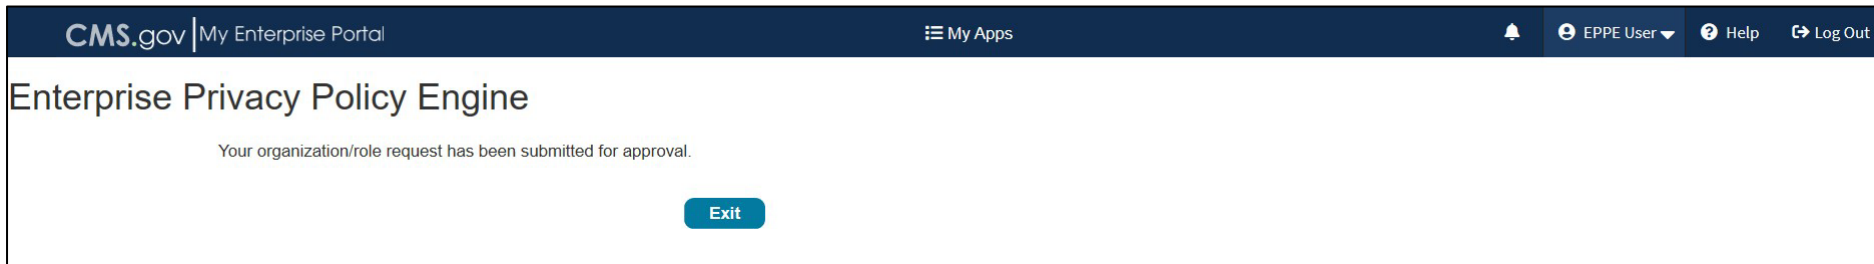 CMS.gov My Enterprise Portal My Apps EPPE User Help Log Out
Enterprise Privacy Policy Engine
Your organization/role request has been submitted for approval.
Exit